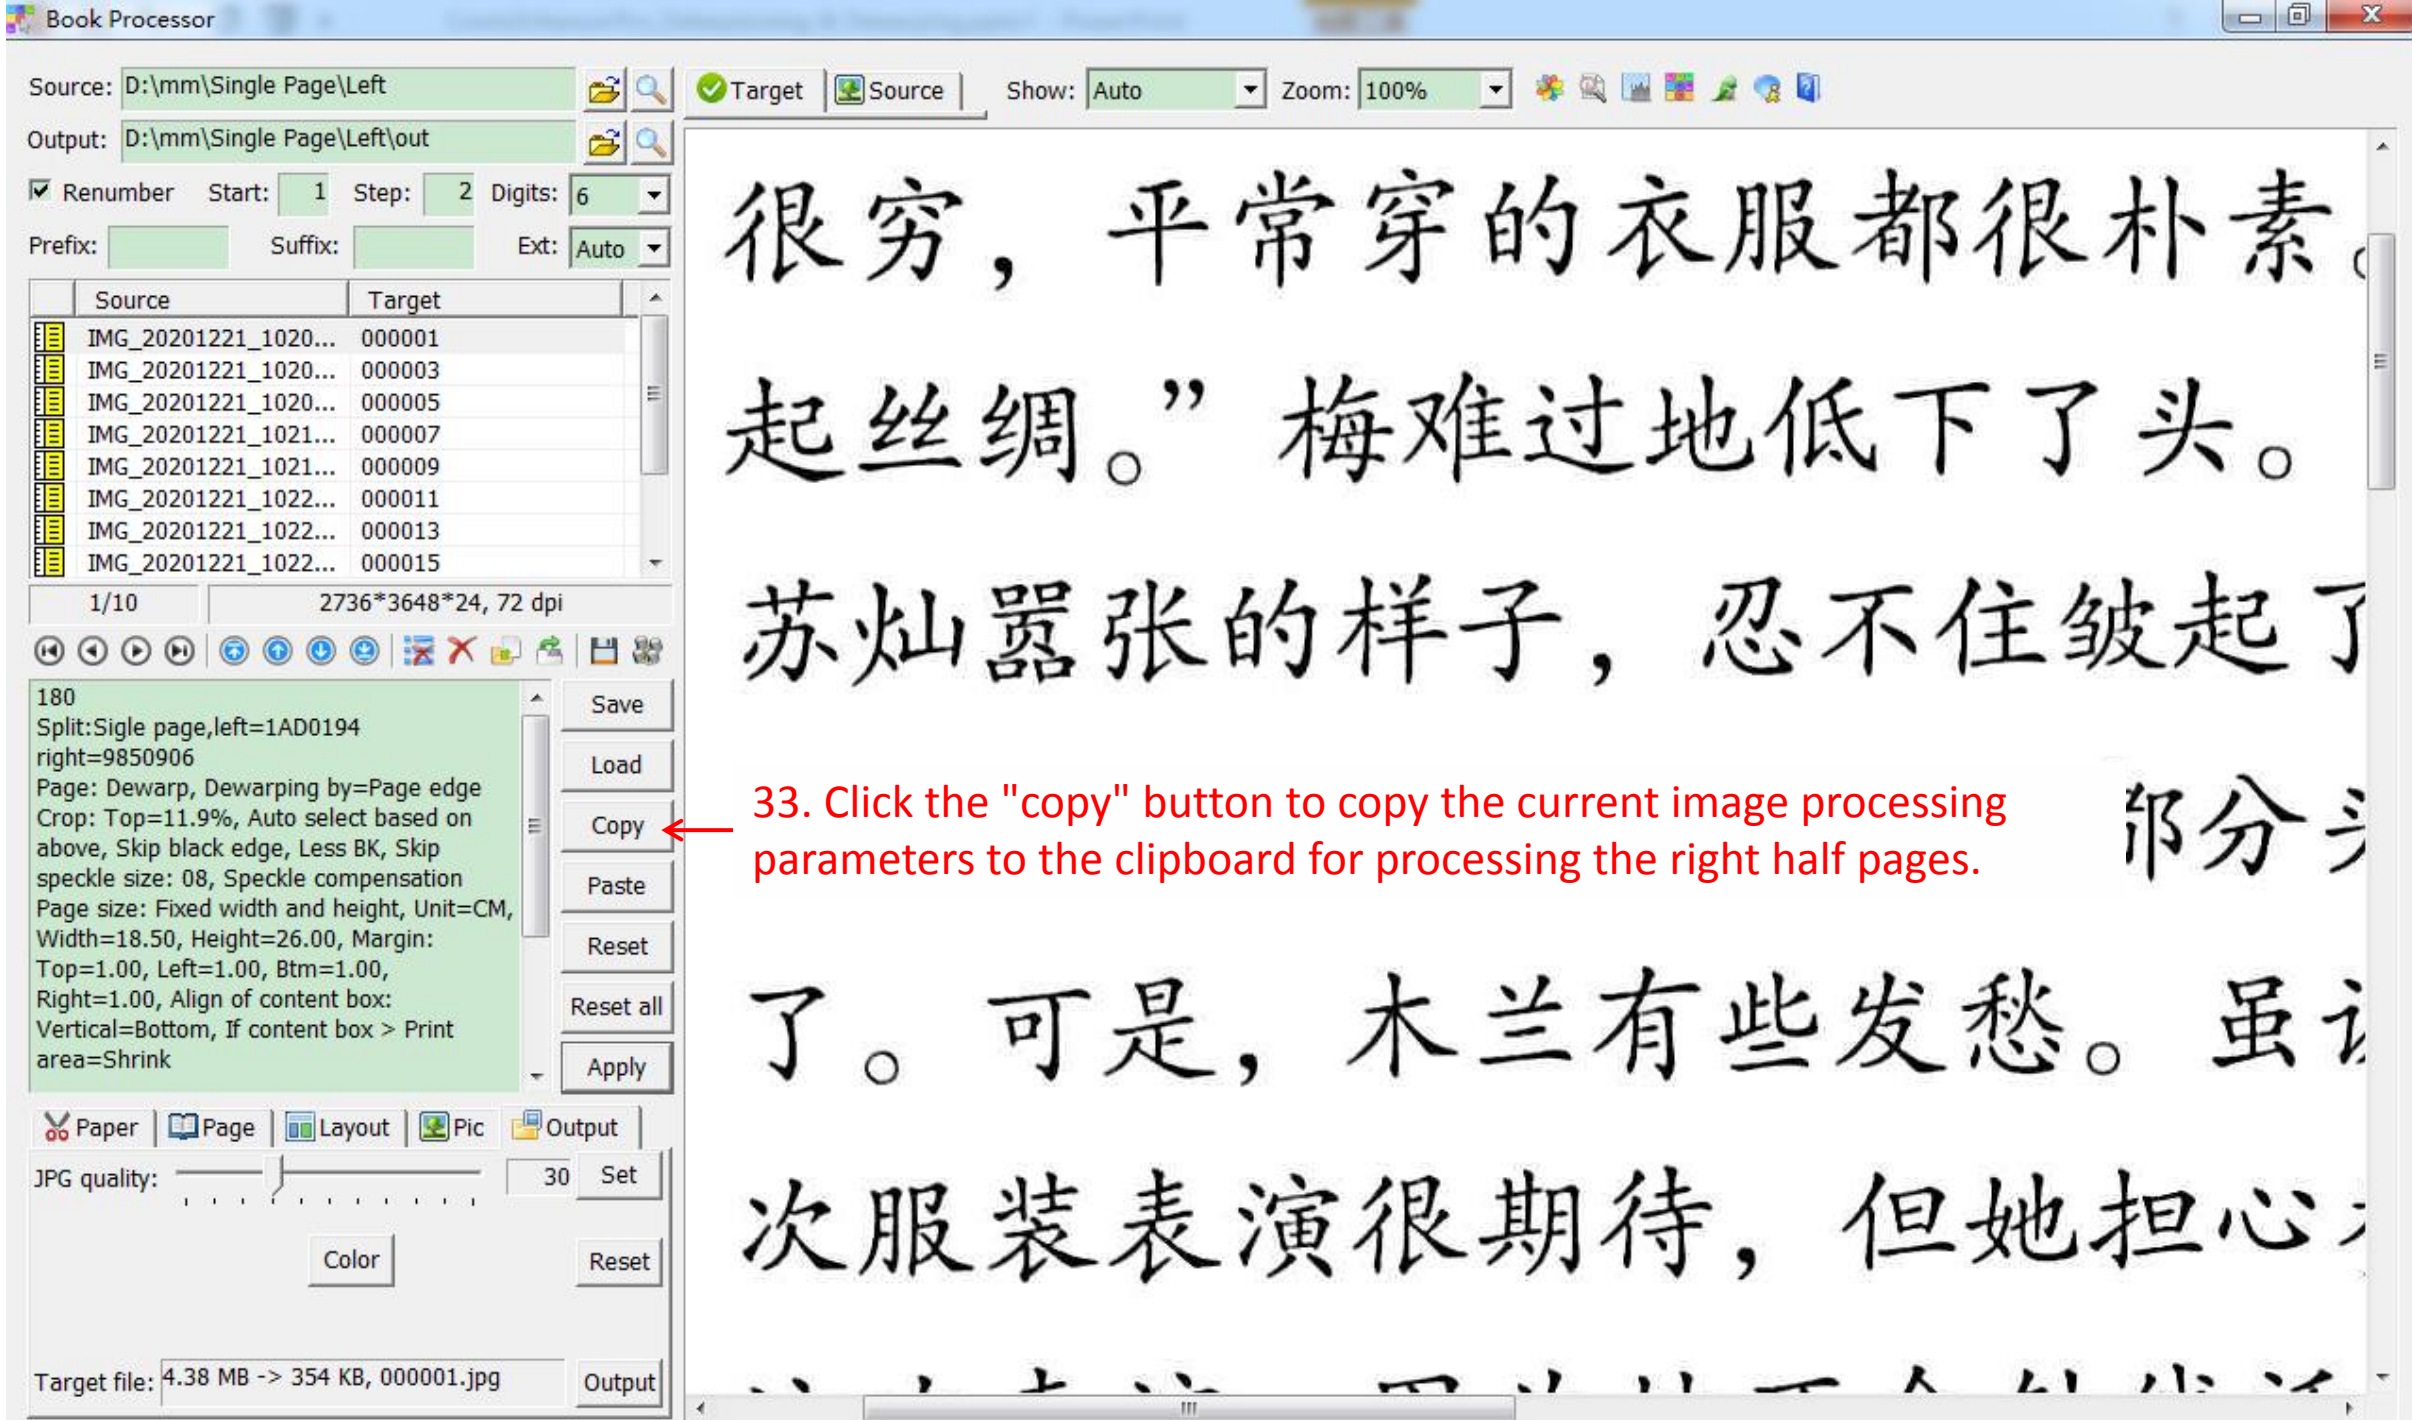 Book Processor
Source: D:\mm\Single Page\Left
Output: D:\mm\Single Page\Left\out
Renumber Start: 1 Step: 2 Digits: 6
Prefix: Suffix: Ext: Auto
Source Target
IMG_20201221_1020... 000001
IMG_20201221_1020... 000003
IMG_20201221_1020... 000005
IMG_20201221_1021... 000007
IMG_20201221_1021... 000009
IMG_20201221_1022... 000011
IMG_20201221_1022... 000013
IMG_20201221_1022... 000015
1/10 2736*3648*24, 72 dpi
180
Split:Sigle page,left=1AD0194
right=9850906
Page: Dewarp, Dewarping by=Page edge
Crop: Top=11.9%, Auto select based on
above, Skip black edge, Less BK, Skip
speckle size: 08, Speckle compensation
Page size: Fixed width and height, Unit=CM,
Width=18.50, Height=26.00, Margin:
Top=1.00, Left=1.00, Btm=1.00,
Right=1.00, Align of content box:
Vertical=Bottom, If content box > Print
area=Shrink
Save
Load
Copy
Paste
Reset
Reset all
Apply
Paper Page Layout Pic Output
JPG quality: 30 Set
Color Reset
Target file: 4.38 MB -> 354 KB, 000001.jpg Output
Target Source Show: Auto Zoom: 100%
很穷，平常穿的衣服都很朴素。
起丝绸。”梅难过地低下了头。
苏灿嚣张的样子，忍不住皱起了
33. Click the "copy" button to copy the current image processing
parameters to the clipboard for processing the right half pages.
部分
了。可是，木兰有些发愁。虽
次服装表演很期待，但她担心